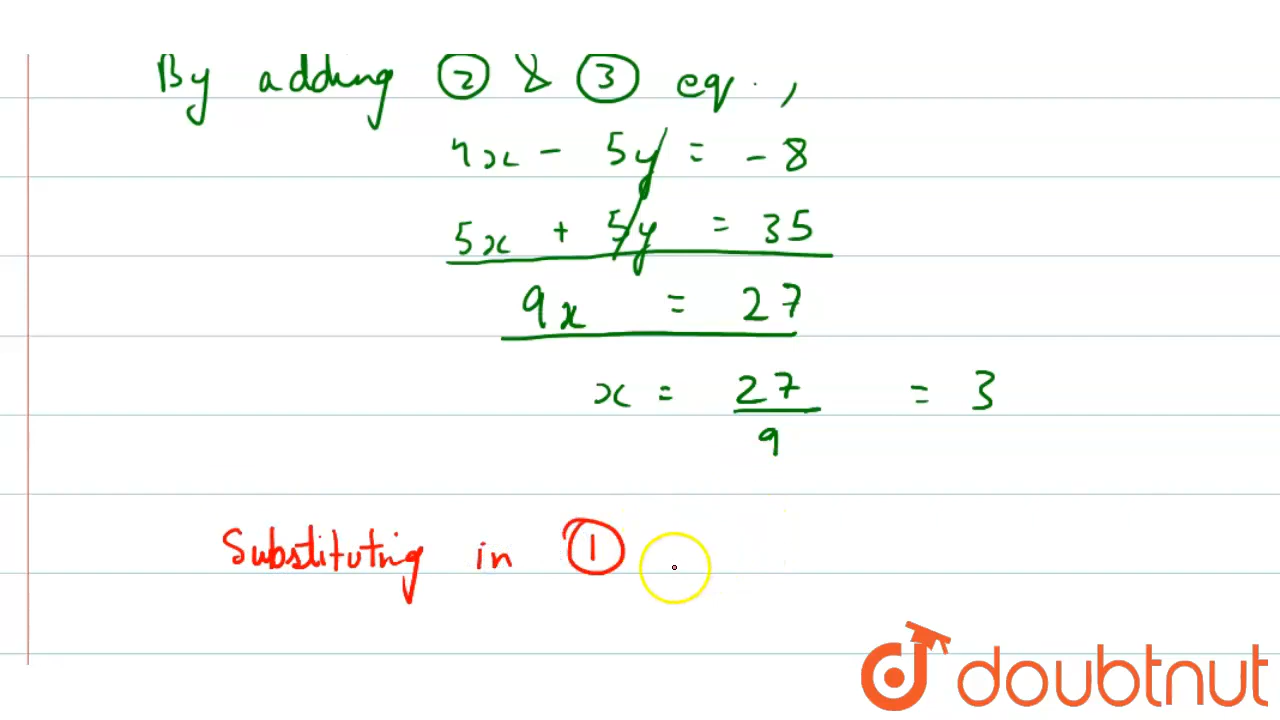 By adding ② & ③ eq.,
4x - 5y = -8
5x + 5y = 35
9x = 27
x = 27/9 = 3
Substituting in ①
doubtnut